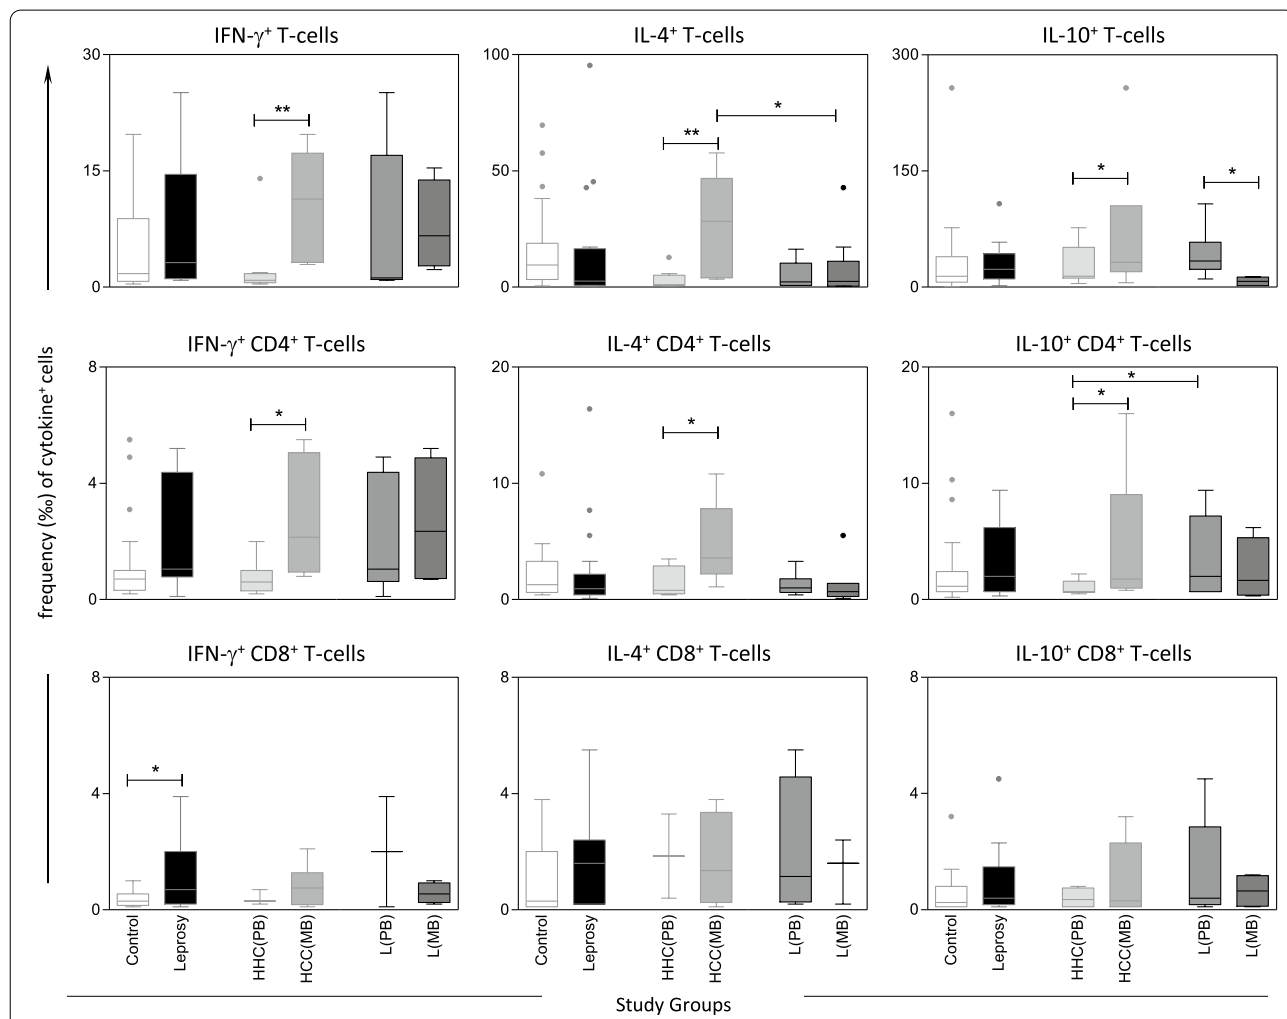 IFN-γ⁺ T-cells
IL-4⁺ T-cells
IL-10⁺ T-cells
30
15
0
**
100
50
0
**
*
300
150
0
*
*
IFN-γ⁺ CD4⁺ T-cells
IL-4⁺ CD4⁺ T-cells
IL-10⁺ CD4⁺ T-cells
8
4
0
*
20
10
0
*
20
10
0
*
*
frequency (‰) of cytokine⁺ cells
IFN-γ⁺ CD8⁺ T-cells
IL-4⁺ CD8⁺ T-cells
IL-10⁺ CD8⁺ T-cells
8
4
0
*
8
4
0
8
4
0
Control
Leprosy
HHC(PB)
HCC(MB)
L(PB)
L(MB)
Control
Leprosy
HHC(PB)
HCC(MB)
L(PB)
L(MB)
Control
Leprosy
HHC(PB)
HCC(MB)
L(PB)
L(MB)
Study Groups